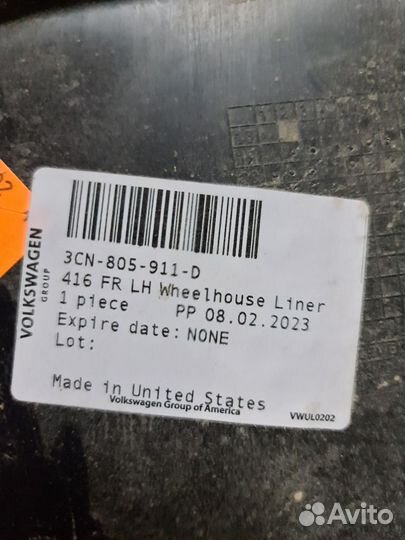 VOLKSWAGEN
GROUP
3CN-805-911-D
416 FR LH Wheelhouse Liner
1 piece PP 08.02.2023
Expire date: NONE
Lot:
Made in United States
Volkswagen Group of America
VWUL0202
Avito